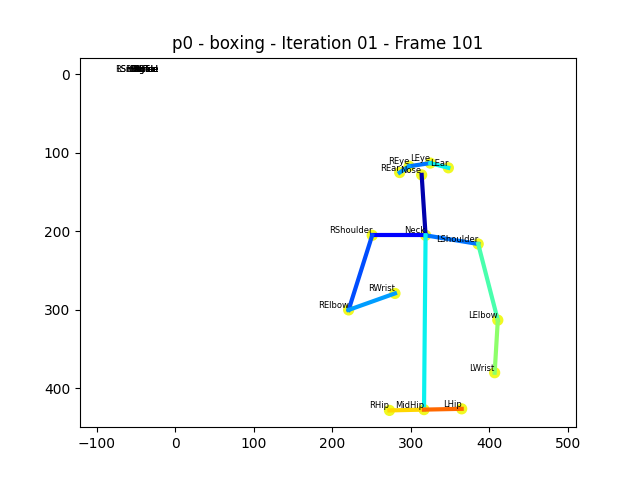 p0 - boxing - Iteration 01 - Frame 101
0
100
200
300
400
−100 0 100 200 300 400 500
REye LEye
REar Nose LEar
RShoulder Neck LShoulder
RWrist
RElbow LElbow
LWrist
RHip MidHip LHip